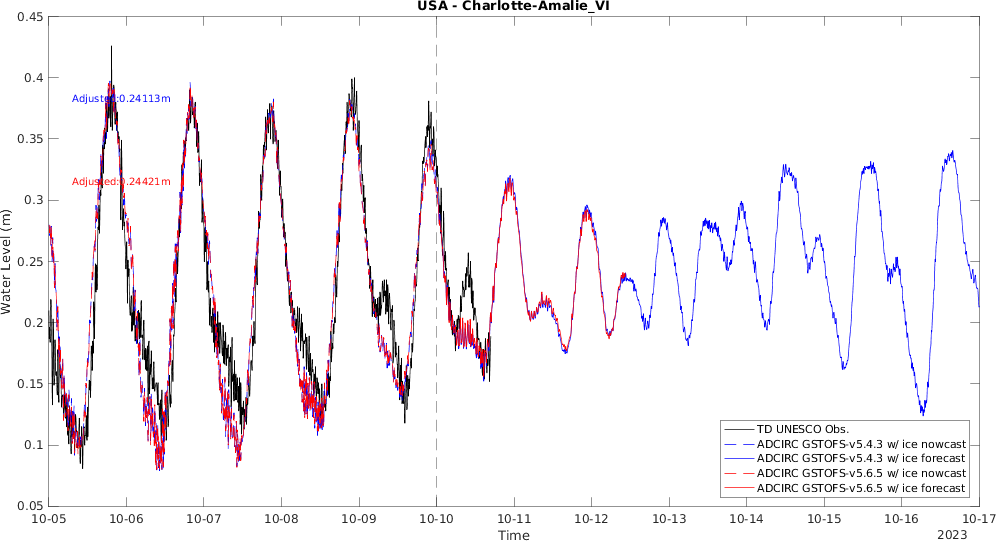 USA - Charlotte-Amalie_VI
0.45
0.4
0.35
0.3
0.25
0.2
0.15
0.1
0.05
Water Level (m)
Adjusted:0.24113m
Adjusted:0.24421m
TD UNESCO Obs.
ADCIRC GSTOFS-v5.4.3 w/ ice nowcast
ADCIRC GSTOFS-v5.4.3 w/ ice forecast
ADCIRC GSTOFS-v5.6.5 w/ ice nowcast
ADCIRC GSTOFS-v5.6.5 w/ ice forecast
10-05 10-06 10-07 10-08 10-09 10-10 10-11 10-12 10-13 10-14 10-15 10-16 10-17
Time
2023